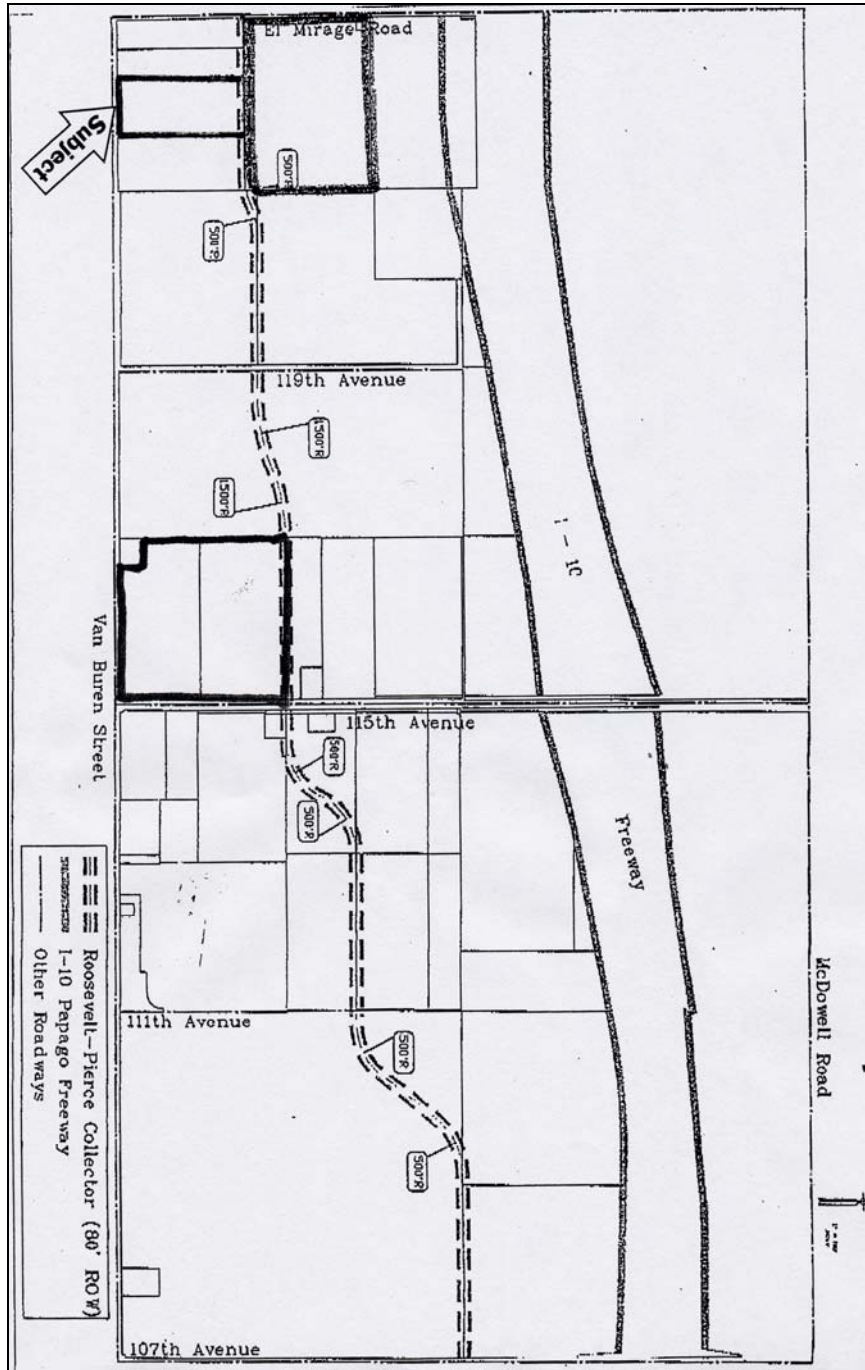 El Mirage Road
Subject
500'R
500'R
119th Avenue
1500'R
1500'R
I-10
Van Buren Street
115th Avenue
500'R
500'R
Freeway
McDowell Road
111th Avenue
500'R
500'R
107th Avenue
Roosevelt-Pierce Collector (80' ROW)
I-10 Papago Freeway
Other Roadways